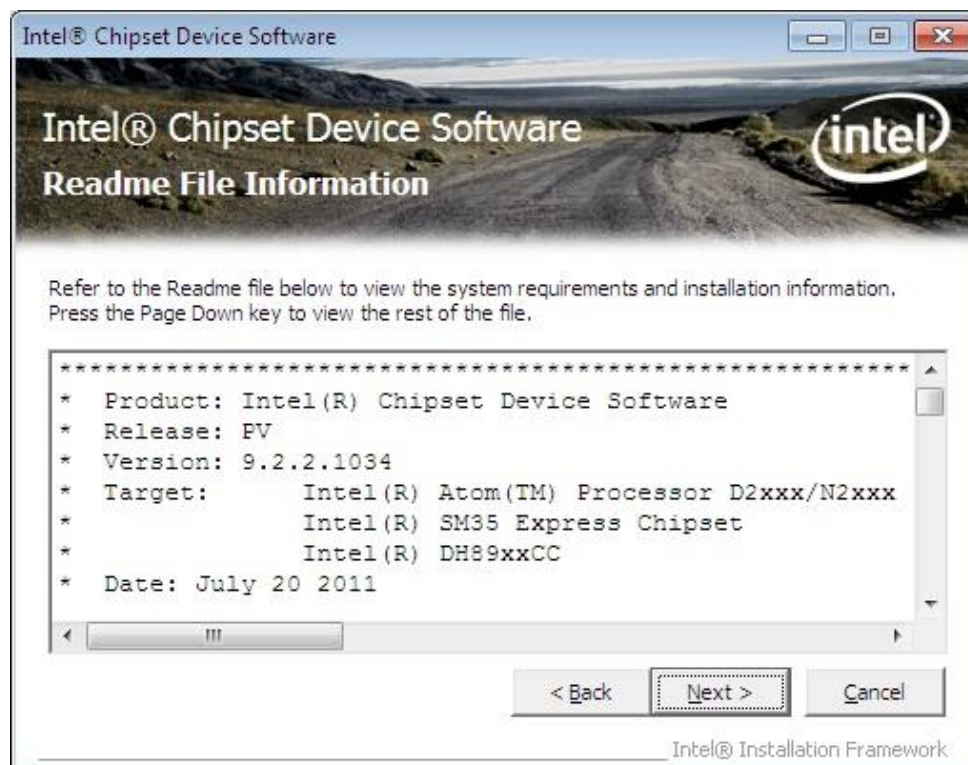 Intel® Chipset Device Software
Intel® Chipset Device Software
intel
Readme File Information
Refer to the Readme file below to view the system requirements and installation information.
Press the Page Down key to view the rest of the file.
********************************************************
* Product: Intel(R) Chipset Device Software
* Release: PV
* Version: 9.2.2.1034
* Target: Intel(R) Atom(TM) Processor D2xxx/N2xxx
* Intel(R) SM35 Express Chipset
* Intel(R) DH89xxCC
* Date: July 20 2011
< Back Next > Cancel
Intel® Installation Framework